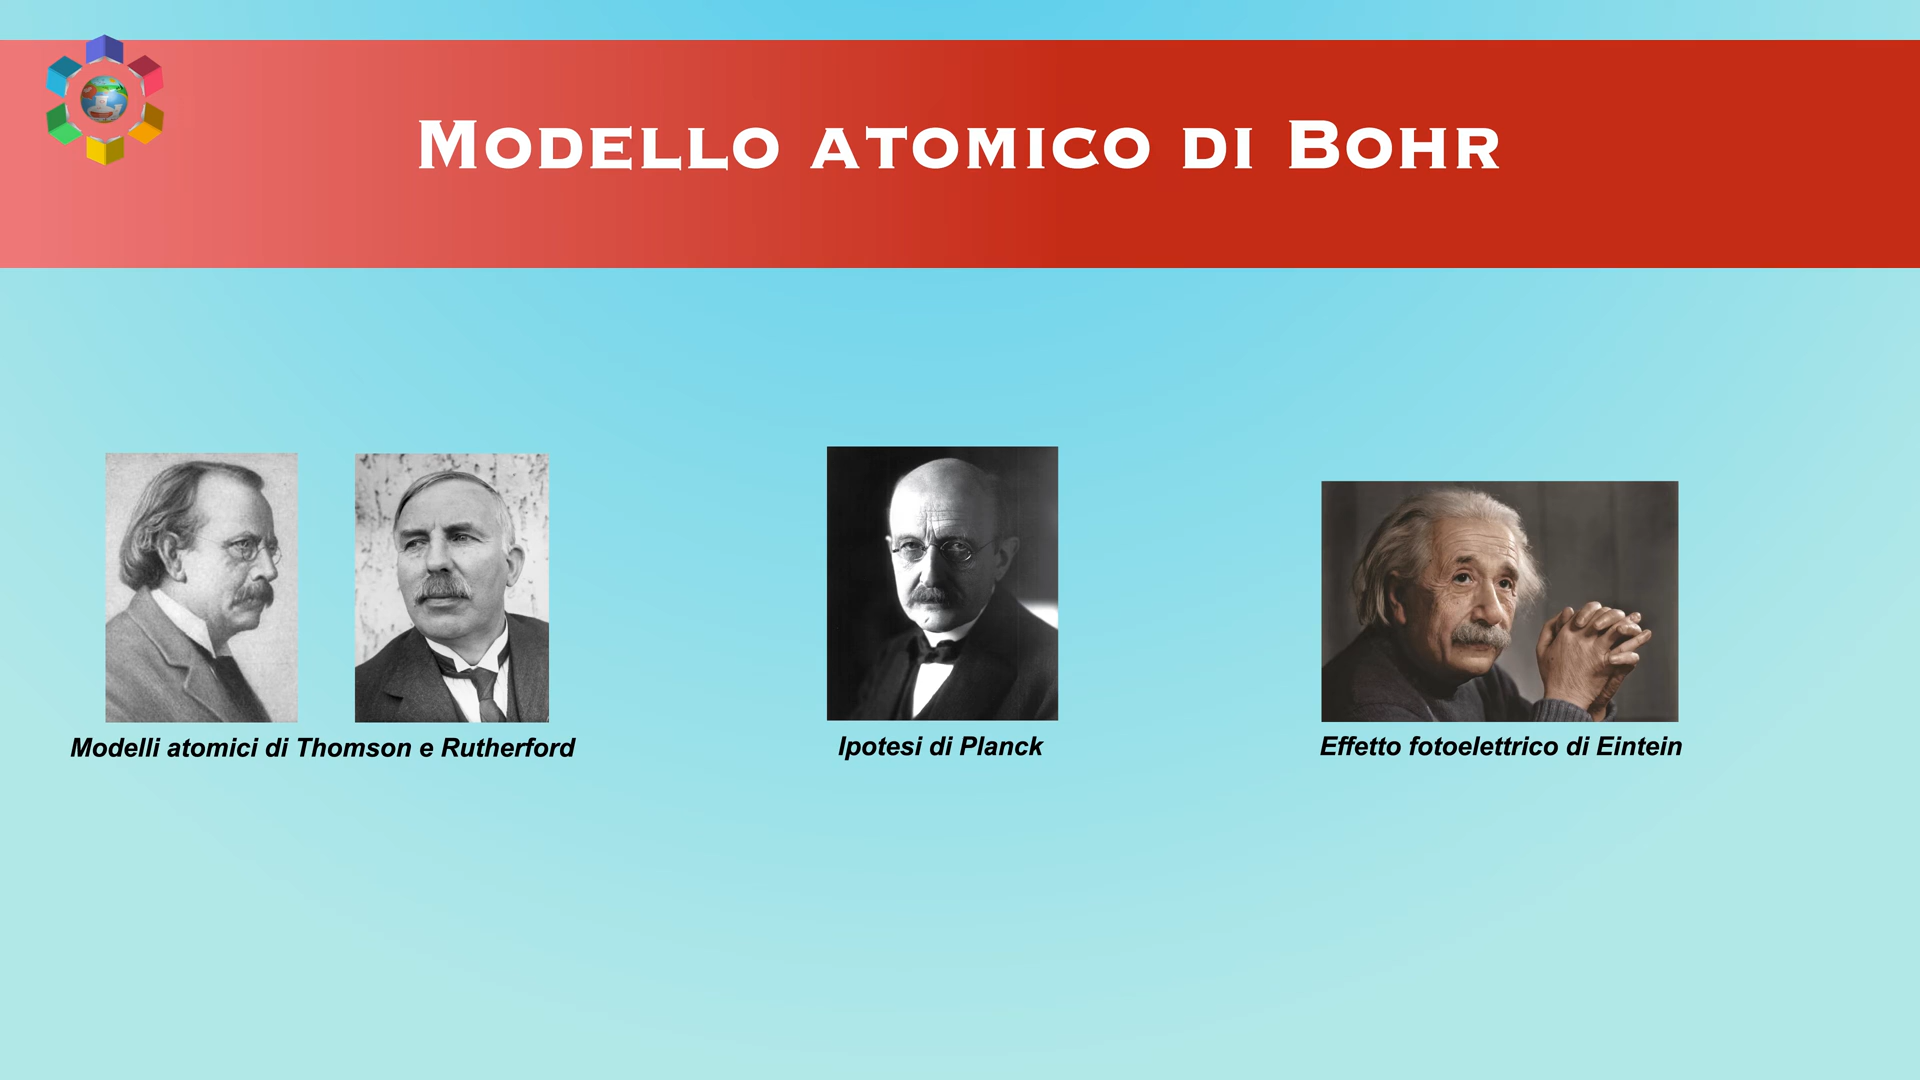 Modello atomico di Bohr
Modelli atomici di Thomson e Rutherford
Ipotesi di Planck
Effetto fotoelettrico di Eintein